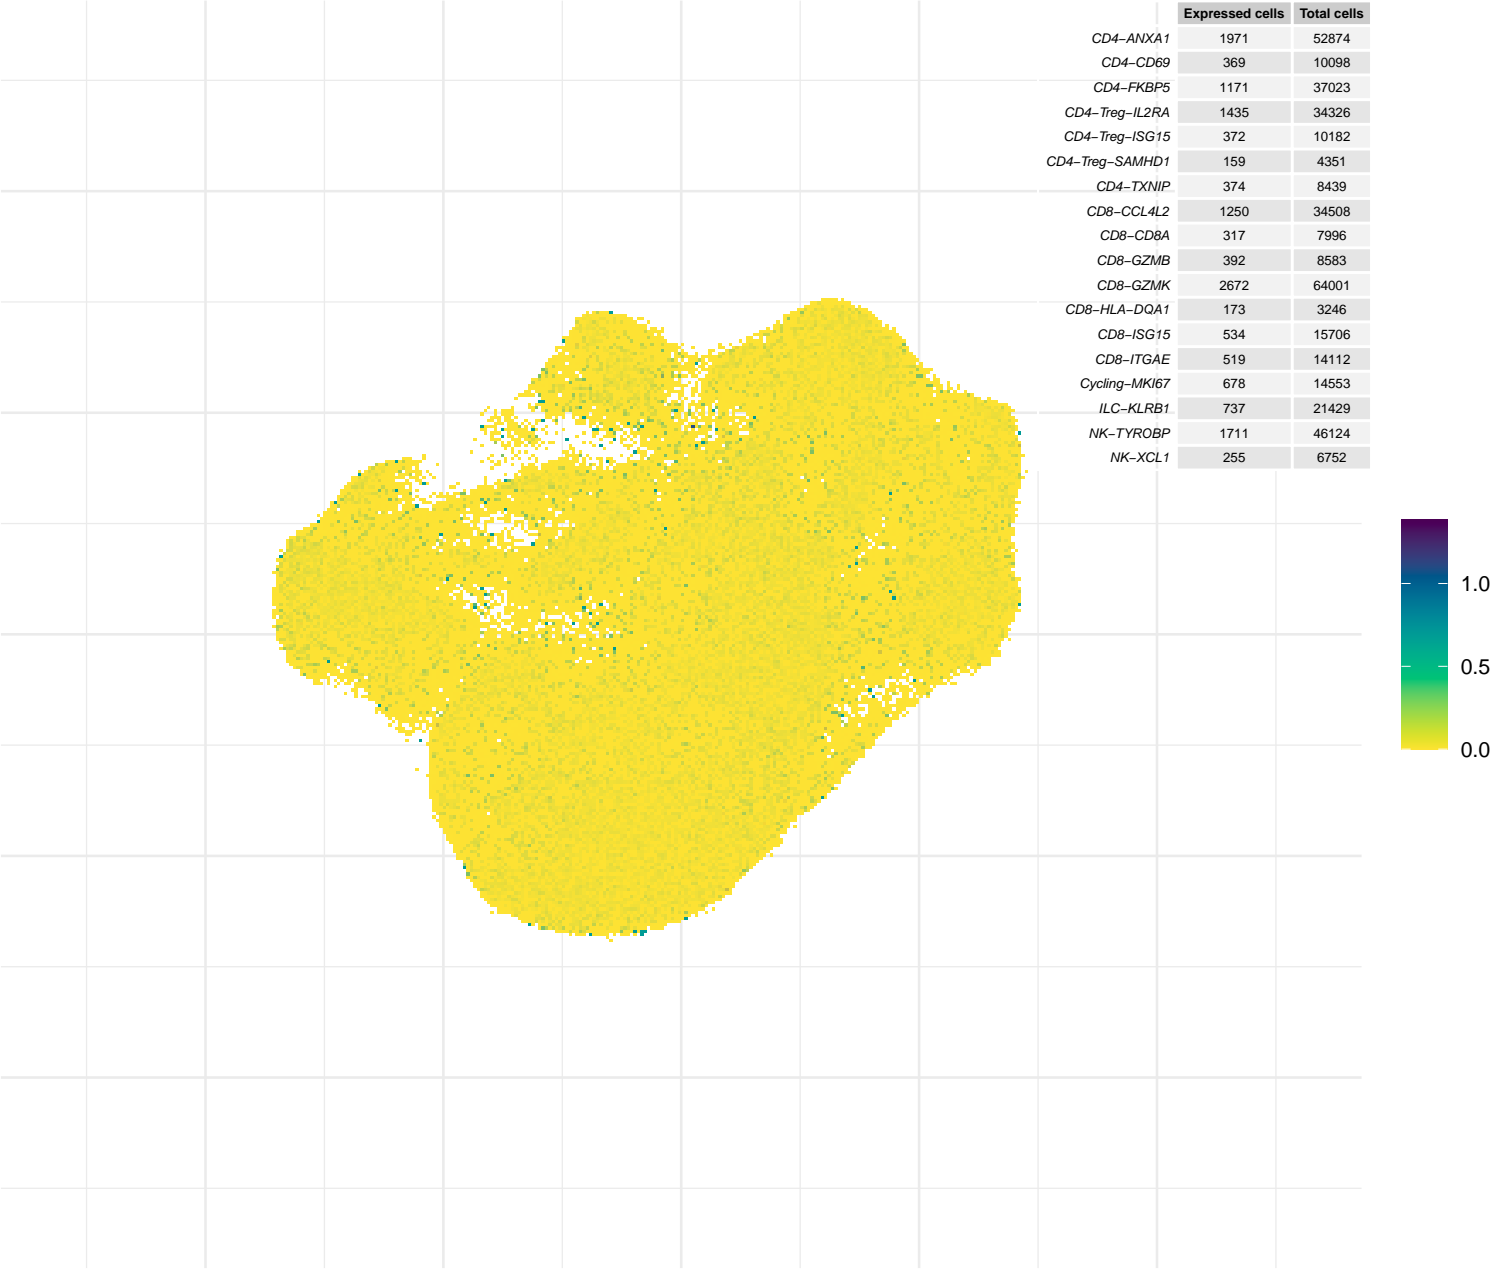 Expressed cells Total cells
CD4−ANXA1 1971 52874
CD4−CD69 369 10098
CD4−FKBP5 1171 37023
CD4−Treg−IL2RA 1435 34326
CD4−Treg−ISG15 372 10182
CD4−Treg−SAMHD1 159 4351
CD4−TXNIP 374 8439
CD8−CCL4L2 1250 34508
CD8−CD8A 317 7996
CD8−GZMB 392 8583
CD8−GZMK 2672 64001
CD8−HLA−DQA1 173 3246
CD8−ISG15 534 15706
CD8−ITGAE 519 14112
Cycling−MKI67 678 14553
ILC−KLRB1 737 21429
NK−TYROBP 1711 46124
NK−XCL1 255 6752
1.0
0.5
0.0